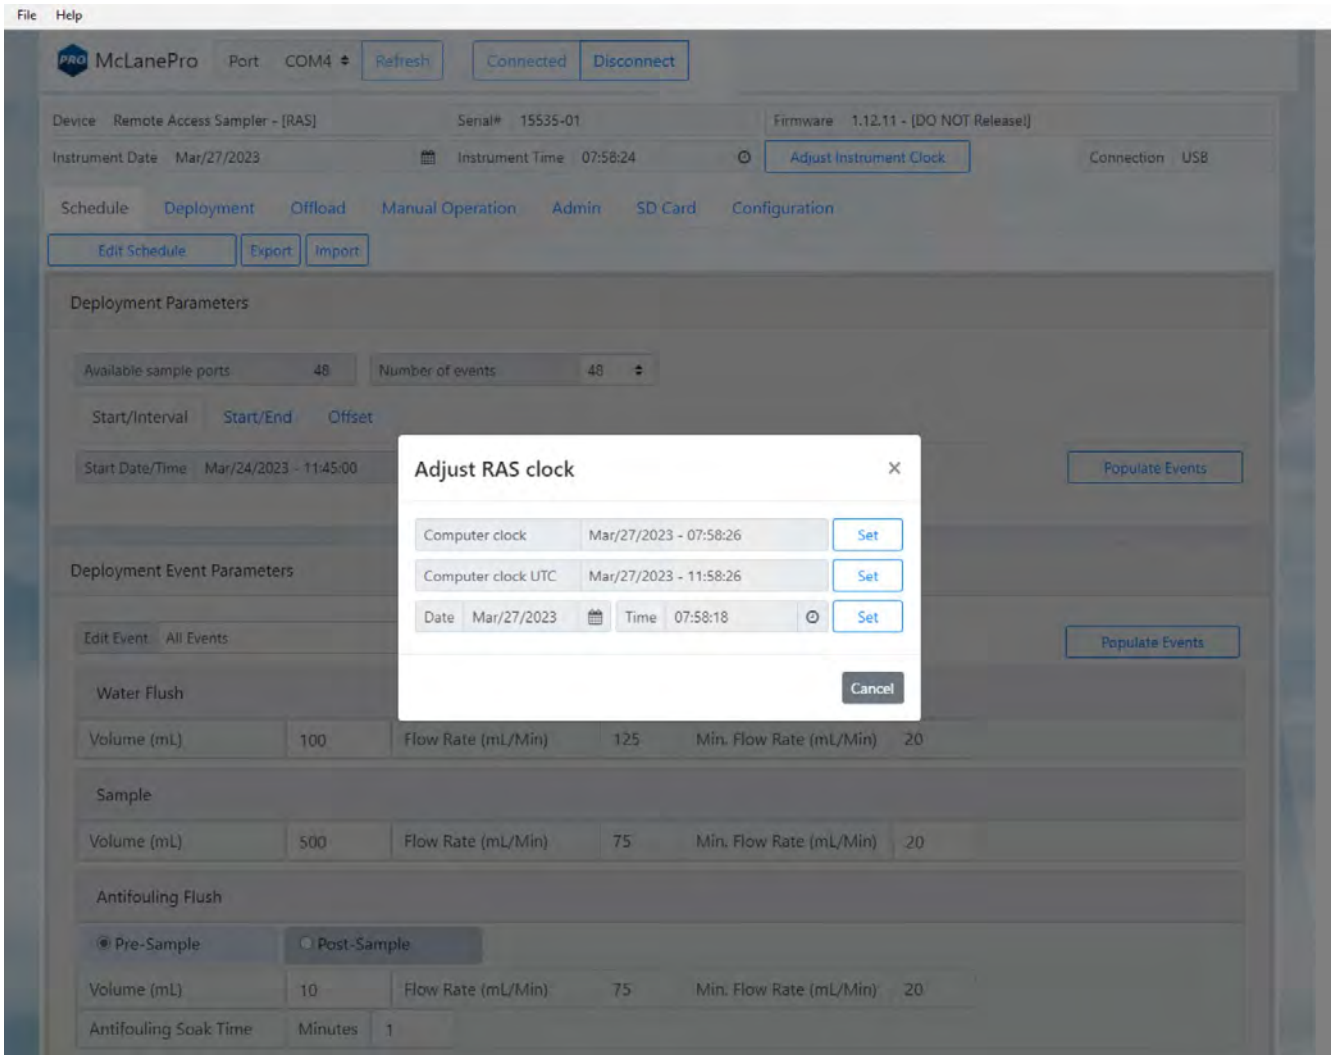 File Help
PRO McLanePro Port COM4 Refresh Connected Disconnect
Device Remote Access Sampler - [RAS] Serial# 15535-01 Firmware 1.12.11 - [DO NOT Release!]
Instrument Date Mar/27/2023 Instrument Time 07:58:24 Adjust Instrument Clock Connection USB
Schedule Deployment Offload Manual Operation Admin SD Card Configuration
Edit Schedule Export Import
Deployment Parameters
Available sample ports 48 Number of events 48
Start/Interval Start/End Offset
Start Date/Time Mar/24/2023 - 11:45:00 Populate Events
Adjust RAS clock ×
Computer clock Mar/27/2023 - 07:58:26 Set
Computer clock UTC Mar/27/2023 - 11:58:26 Set
Date Mar/27/2023 Time 07:58:18 Set
Cancel
Deployment Event Parameters
Edit Event All Events Populate Events
Water Flush
Volume (mL) 100 Flow Rate (mL/Min) 125 Min. Flow Rate (mL/Min) 20
Sample
Volume (mL) 500 Flow Rate (mL/Min) 75 Min. Flow Rate (mL/Min) 20
Antifouling Flush
Pre-Sample Post-Sample
Volume (mL) 10 Flow Rate (mL/Min) 75 Min. Flow Rate (mL/Min) 20
Antifouling Soak Time Minutes 1